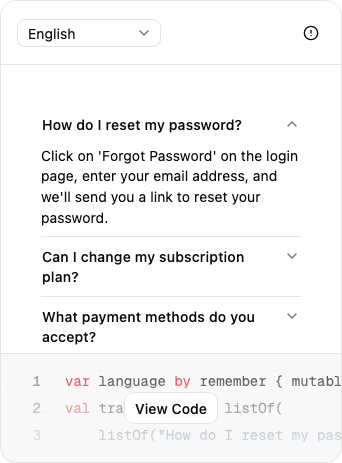 English
How do I reset my password?
Click on 'Forgot Password' on the login
page, enter your email address, and
we'll send you a link to reset your
password.
Can I change my subscription
plan?
What payment methods do you
accept?
1 var language by remember { mutabl
2 val tra View Code listOf(
3 listOf("How do I reset my pas